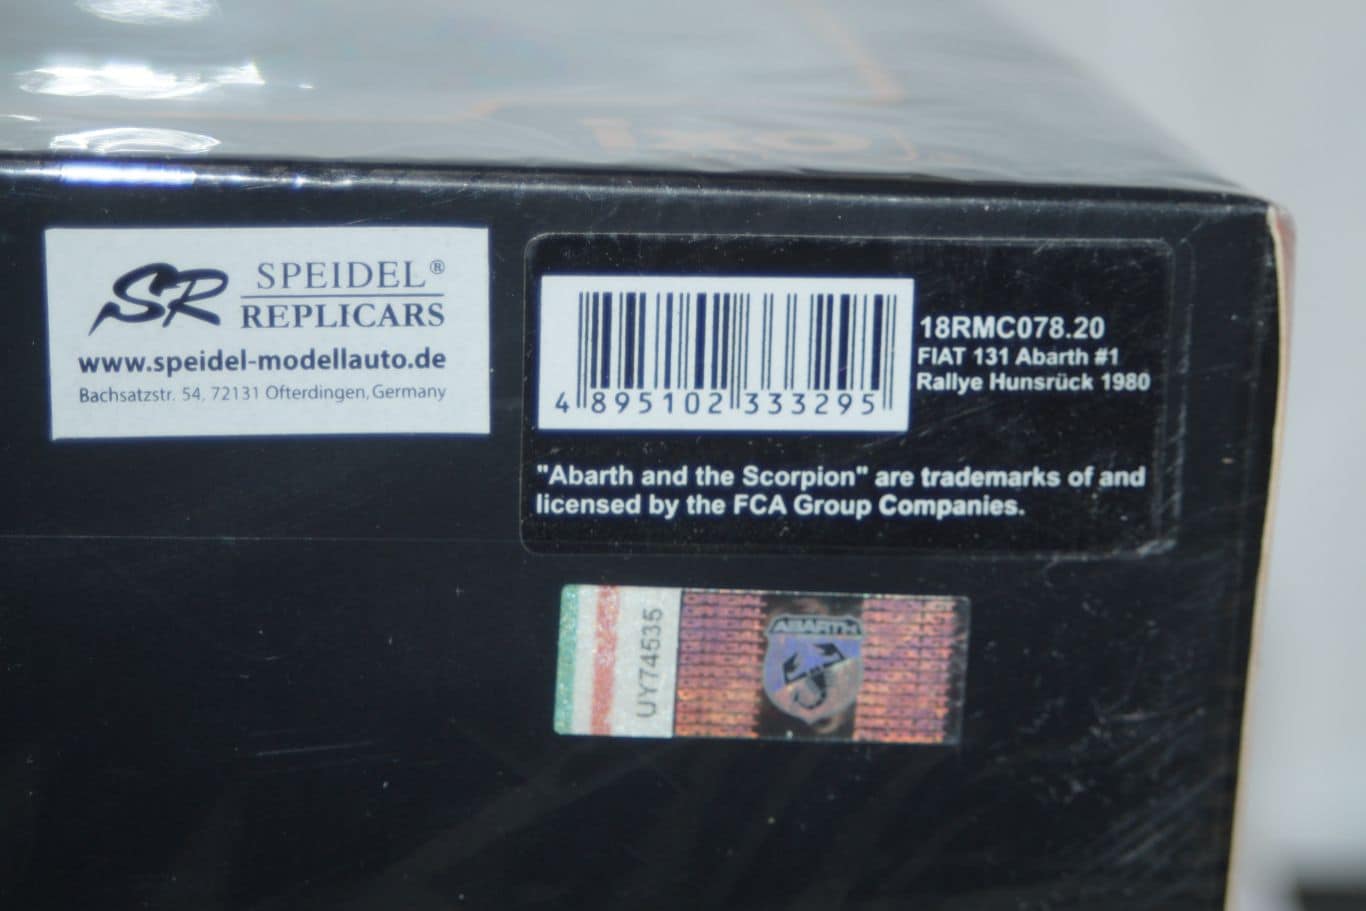 ixo
SR SPEIDEL®
REPLICARS
www.speidel-modellauto.de
Bachsatzstr. 54, 72131 Ofterdingen, Germany
4 895102 333295
18RMC078.20
FIAT 131 Abarth #1
Rallye Hunsrück 1980
"Abarth and the Scorpion" are trademarks of and
licensed by the FCA Group Companies.
UY74535
ABARTH